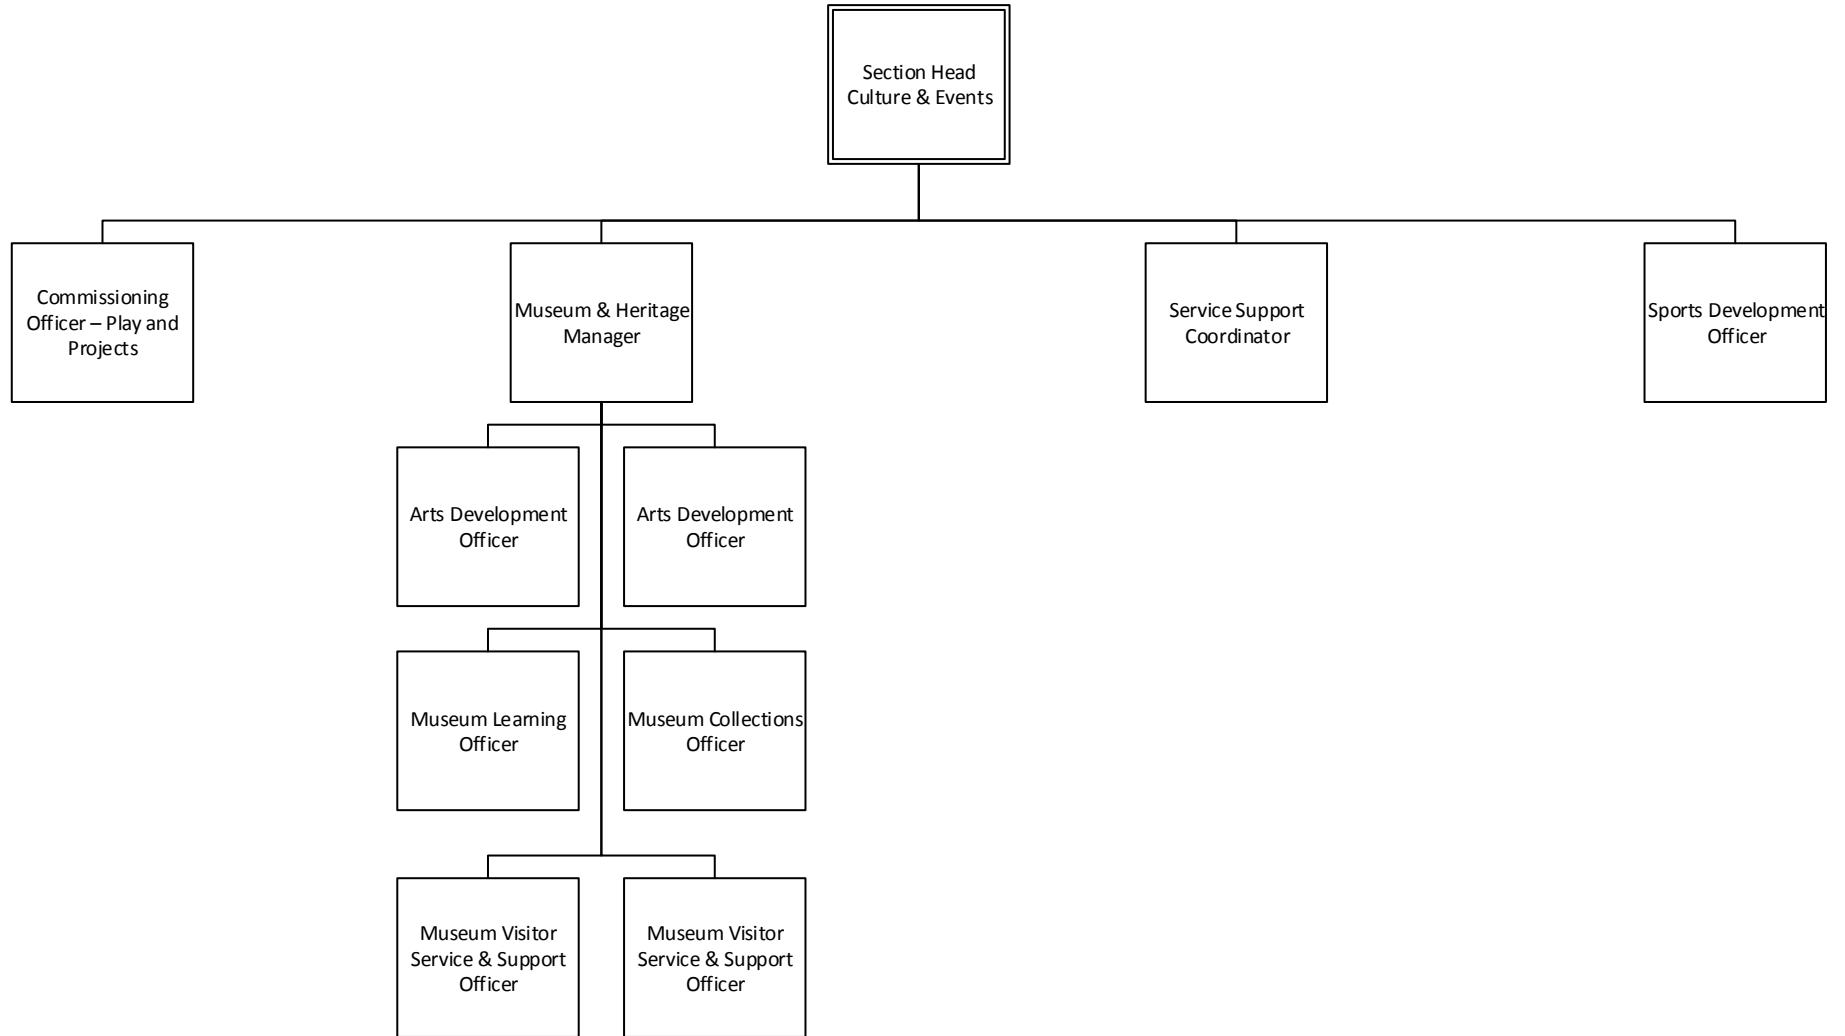 Section Head
Culture & Events
Commissioning
Officer – Play and
Projects
Museum & Heritage
Manager
Service Support
Coordinator
Sports Development
Officer
Arts Development
Officer
Arts Development
Officer
Museum Learning
Officer
Museum Collections
Officer
Museum Visitor
Service & Support
Officer
Museum Visitor
Service & Support
Officer